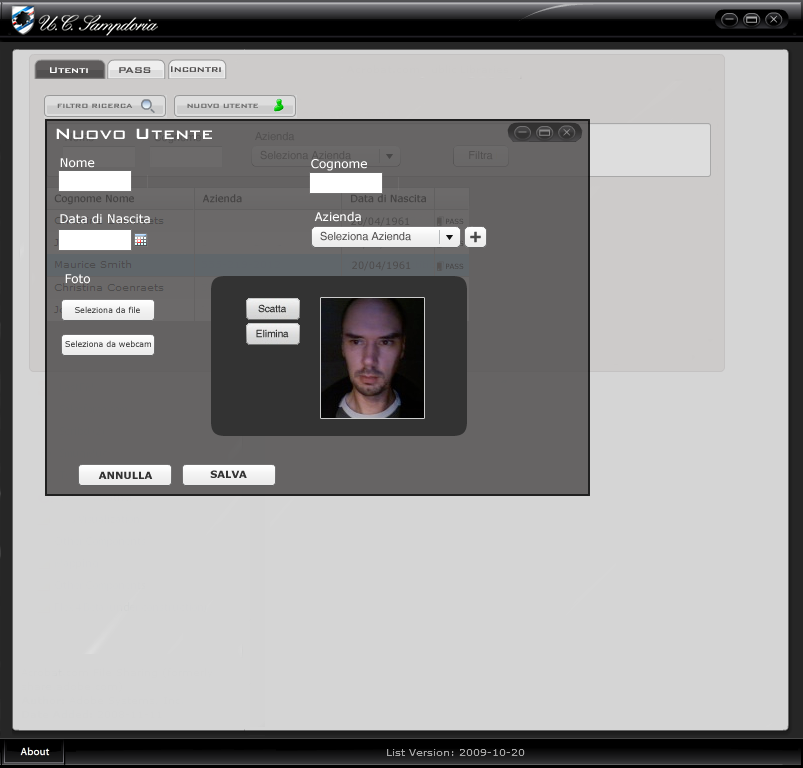 U.C. Sampdoria
UTENTI PASS INCONTRI
FILTRO RICERCA NUOVO UTENTE
NUOVO UTENTE
Azienda
Seleziona Azienda Filtra
Nome Cognome
Cognome Nome Azienda Data di Nascita
Data di Nascita Azienda
20/04/1961 PASS
Seleziona Azienda
Maurice Smith 20/04/1961 PASS
Foto
Christina Coenraets
Seleziona da file
Scatta
Elimina
Seleziona da webcam
ANNULLA SALVA
About List Version: 2009-10-20